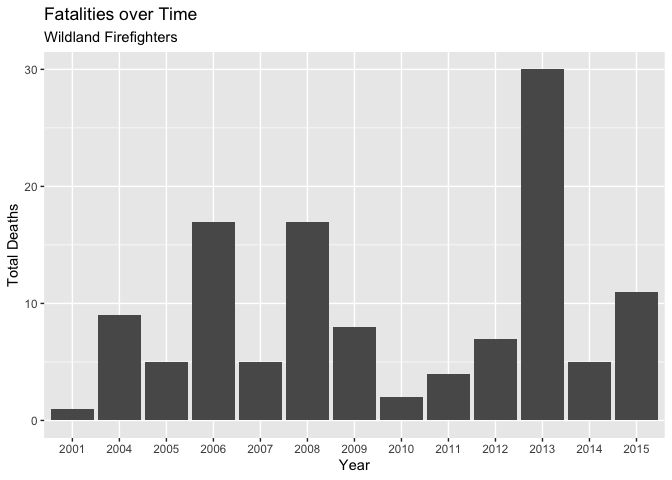 Fatalities over Time
Wildland Firefighters
Total Deaths
30
20
10
0
2001 2004 2005 2006 2007 2008 2009 2010 2011 2012 2013 2014 2015
Year